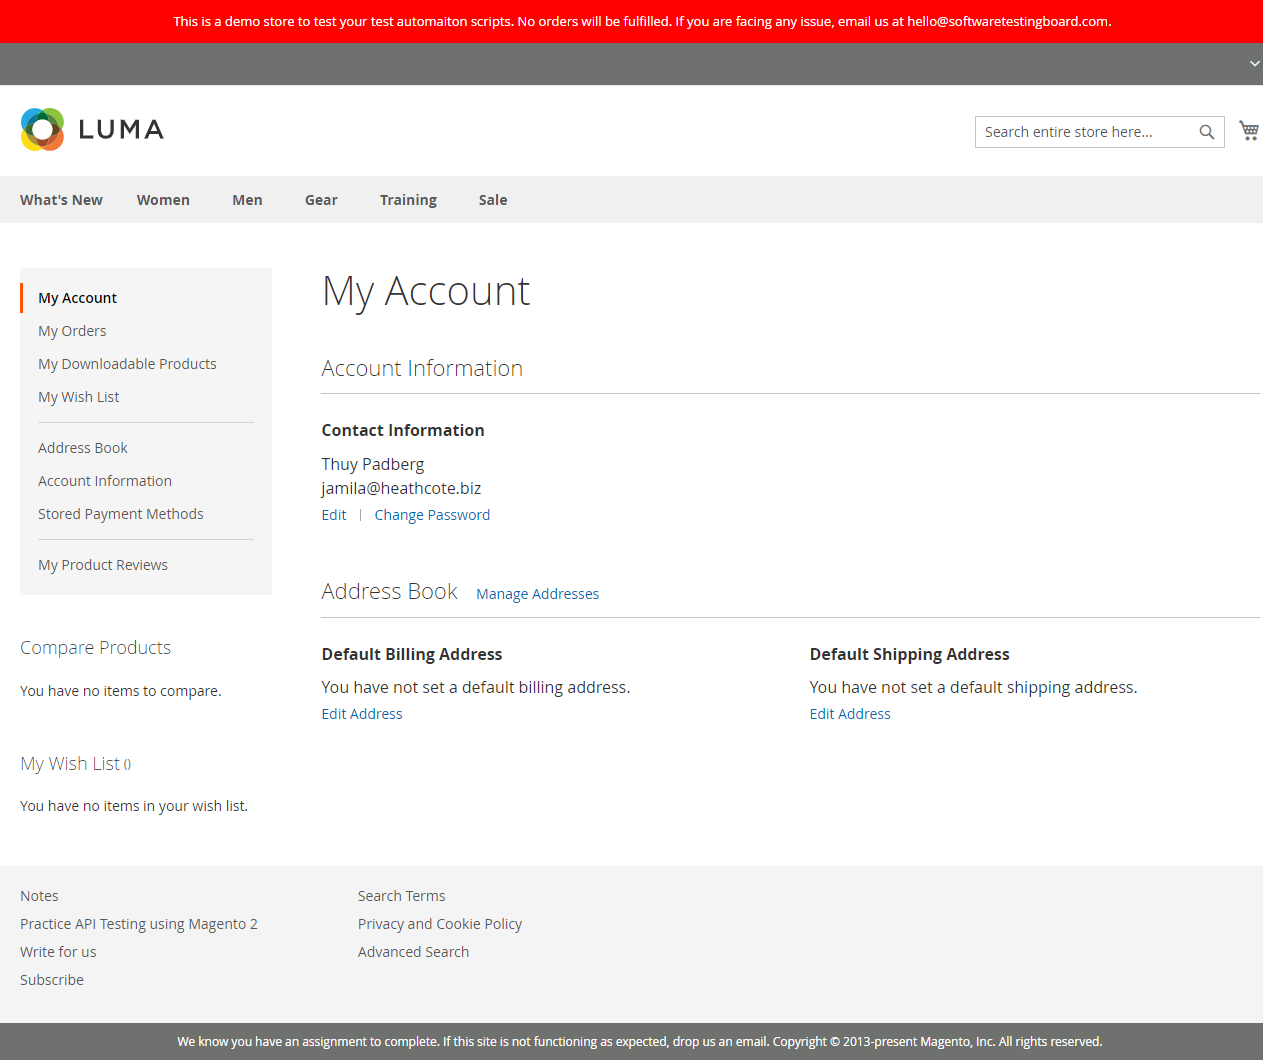 This is a demo store to test your test automaiton scripts. No orders will be fulfilled. If you are facing any issue, email us at hello@softwaretestingboard.com.
LUMA
Search entire store here...
What's New Women Men Gear Training Sale
My Account
My Orders
My Downloadable Products
My Wish List
Address Book
Account Information
Stored Payment Methods
My Product Reviews
Compare Products
You have no items to compare.
My Wish List ()
You have no items in your wish list.
My Account
Account Information
Contact Information
Thuy Padberg
jamila@heathcote.biz
Edit | Change Password
Address Book Manage Addresses
Default Billing Address
You have not set a default billing address.
Edit Address
Default Shipping Address
You have not set a default shipping address.
Edit Address
Notes
Practice API Testing using Magento 2
Write for us
Subscribe
Search Terms
Privacy and Cookie Policy
Advanced Search
We know you have an assignment to complete. If this site is not functioning as expected, drop us an email. Copyright © 2013-present Magento, Inc. All rights reserved.